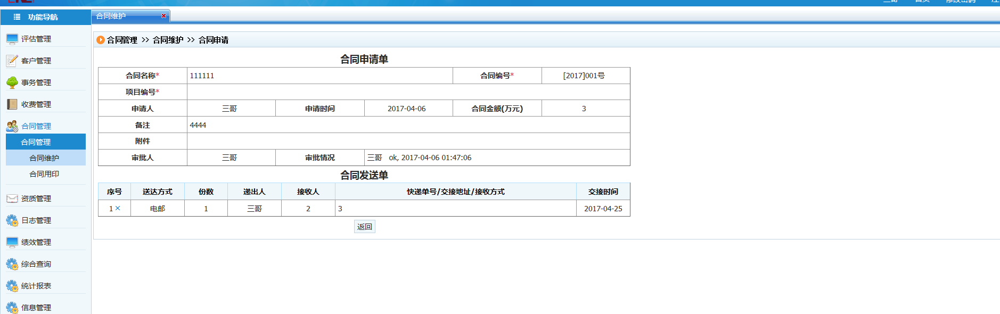 三哥 首页 修改密码
功能导航
合同维护
评估管理
客户管理
事务管理
收费管理
合同管理
合同管理
合同维护
合同用印
资质管理
日志管理
绩效管理
综合查询
统计报表
信息管理
合同管理 >> 合同维护 >> 合同申请
合同申请单
合同名称* 111111 合同编号* [2017]001号
项目编号*
申请人 三哥 申请时间 2017-04-06 合同金额(万元) 3
备注 4444
附件
审批人 三哥 审批情况 三哥 ok, 2017-04-06 01:47:06
合同发送单
序号 送达方式 份数 递出人 接收人 快递单号/交接地址/接收方式 交接时间
1× 电邮 1 三哥 2 3 2017-04-25
返回